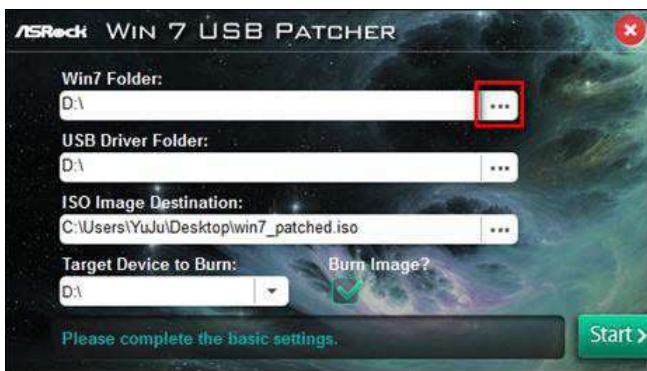 ASRock WIN 7 USB PATCHER
Win7 Folder:
D:\
...
USB Driver Folder:
D:\
...
ISO Image Destination:
C:\Users\YuJu\Desktop\win7_patched.iso
...
Target Device to Burn: Burn Image?
D:\
Please complete the basic settings. Start >